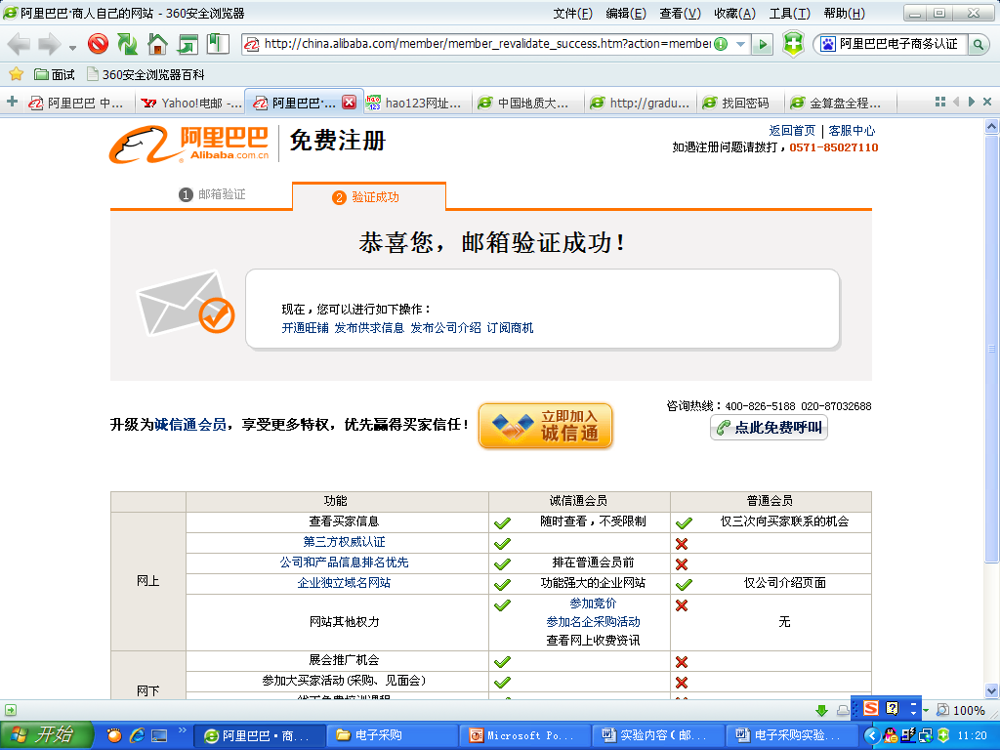 阿里巴巴·商人自己的网站 - 360安全浏览器
文件(F) 编辑(E) 查看(V) 收藏(A) 工具(T) 帮助(H)
http://china.alibaba.com/member/member_revalidate_success.htm?action=member
阿里巴巴电子商务认证
面试 360安全浏览器百科
阿里巴巴 中... Yahoo!电邮 -... 阿里巴巴·... hao123网址... 中国地质大... http://gradu... 找回密码 金算盘全程...
阿里巴巴
Alibaba.com.cn
免费注册
返回首页 | 客服中心
如遇注册问题请拨打，0571-85027110
1 邮箱验证
2 验证成功
恭喜您，邮箱验证成功！
现在，您可以进行如下操作：
开通旺铺 发布供求信息 发布公司介绍 订阅商机
升级为诚信通会员，享受更多特权，优先赢得买家信任！
立即加入
诚信通
咨询热线：400-826-5188 020-87032688
点此免费呼叫
功能 诚信通会员 普通会员
网上
查看买家信息 随时查看，不受限制 仅三次向买家联系的机会
第三方权威认证
公司和产品信息排名优先 排在普通会员前
企业独立域名网站 功能强大的企业网站 仅公司介绍页面
网站其他权力
参加竞价
参加名企采购活动
查看网上收费资讯
无
网下
展会推广机会
参加大买家活动(采购、见面会)
100%
开始
阿里巴巴·商...
电子采购
Microsoft Po...
实验内容(邮...
电子采购实验...
11:20